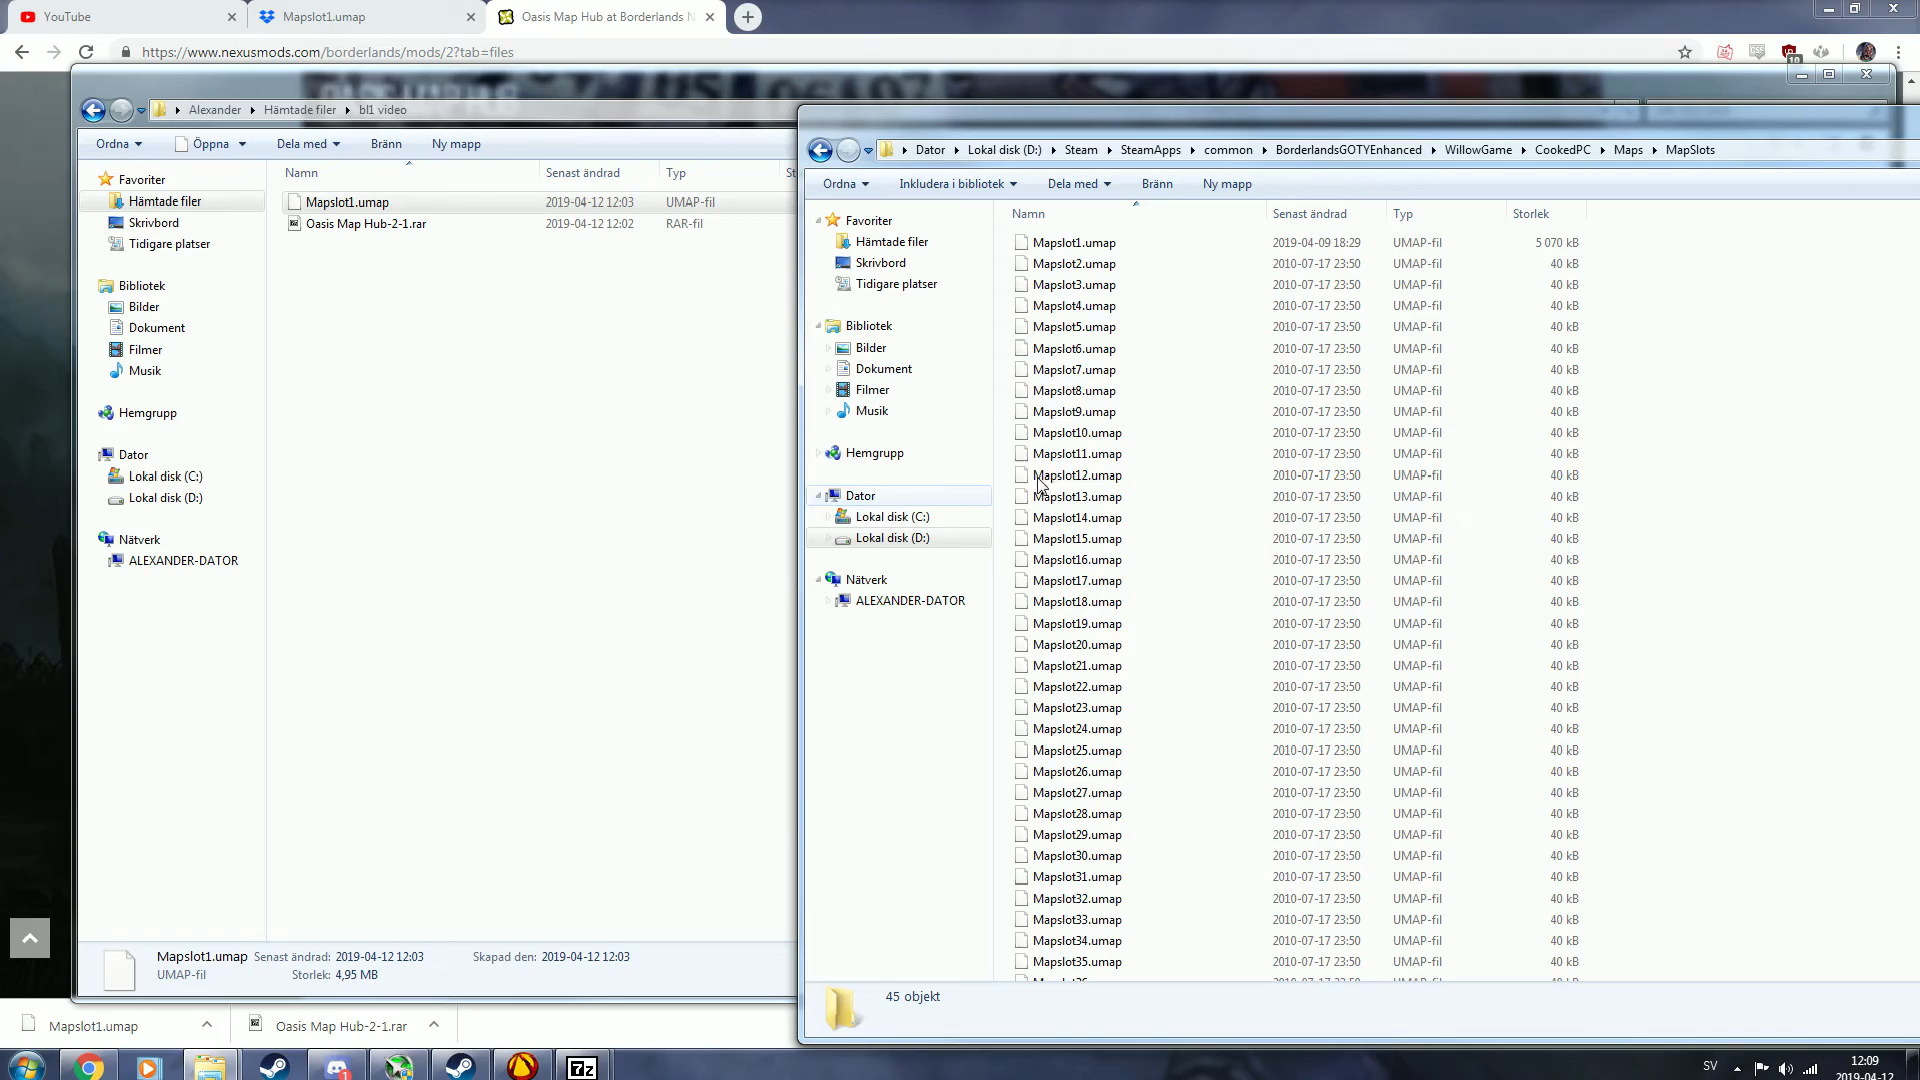 YouTube
Mapslot1.umap
Oasis Map Hub at Borderlands N
https://www.nexusmods.com/borderlands/mods/2?tab=files
10
Alexander Hämtade filer bl1 video
Ordna Öppna Dela med Bränn Ny mapp
Namn Senast ändrad Typ St
Favoriter
Hämtade filer
Skrivbord
Tidigare platser
Bibliotek
Bilder
Dokument
Filmer
Musik
Hemgrupp
Dator
Lokal disk (C:)
Lokal disk (D:)
Nätverk
ALEXANDER-DATOR
Mapslot1.umap 2019-04-12 12:03 UMAP-fil
Oasis Map Hub-2-1.rar 2019-04-12 12:02 RAR-fil
Mapslot1.umap Senast ändrad: 2019-04-12 12:03 Skapad den: 2019-04-12 12:03
UMAP-fil Storlek: 4,95 MB
Dator Lokal disk (D:) Steam SteamApps common BorderlandsGOTYEnhanced WillowGame CookedPC Maps MapSlots
Ordna Inkludera i bibliotek Dela med Bränn Ny mapp
Favoriter
Hämtade filer
Skrivbord
Tidigare platser
Bibliotek
Bilder
Dokument
Filmer
Musik
Hemgrupp
Dator
Lokal disk (C:)
Lokal disk (D:)
Nätverk
ALEXANDER-DATOR
Namn Senast ändrad Typ Storlek
Mapslot1.umap 2019-04-09 18:29 UMAP-fil 5 070 kB
Mapslot2.umap 2010-07-17 23:50 UMAP-fil 40 kB
Mapslot3.umap 2010-07-17 23:50 UMAP-fil 40 kB
Mapslot4.umap 2010-07-17 23:50 UMAP-fil 40 kB
Mapslot5.umap 2010-07-17 23:50 UMAP-fil 40 kB
Mapslot6.umap 2010-07-17 23:50 UMAP-fil 40 kB
Mapslot7.umap 2010-07-17 23:50 UMAP-fil 40 kB
Mapslot8.umap 2010-07-17 23:50 UMAP-fil 40 kB
Mapslot9.umap 2010-07-17 23:50 UMAP-fil 40 kB
Mapslot10.umap 2010-07-17 23:50 UMAP-fil 40 kB
Mapslot11.umap 2010-07-17 23:50 UMAP-fil 40 kB
Mapslot12.umap 2010-07-17 23:50 UMAP-fil 40 kB
Mapslot13.umap 2010-07-17 23:50 UMAP-fil 40 kB
Mapslot14.umap 2010-07-17 23:50 UMAP-fil 40 kB
Mapslot15.umap 2010-07-17 23:50 UMAP-fil 40 kB
Mapslot16.umap 2010-07-17 23:50 UMAP-fil 40 kB
Mapslot17.umap 2010-07-17 23:50 UMAP-fil 40 kB
Mapslot18.umap 2010-07-17 23:50 UMAP-fil 40 kB
Mapslot19.umap 2010-07-17 23:50 UMAP-fil 40 kB
Mapslot20.umap 2010-07-17 23:50 UMAP-fil 40 kB
Mapslot21.umap 2010-07-17 23:50 UMAP-fil 40 kB
Mapslot22.umap 2010-07-17 23:50 UMAP-fil 40 kB
Mapslot23.umap 2010-07-17 23:50 UMAP-fil 40 kB
Mapslot24.umap 2010-07-17 23:50 UMAP-fil 40 kB
Mapslot25.umap 2010-07-17 23:50 UMAP-fil 40 kB
Mapslot26.umap 2010-07-17 23:50 UMAP-fil 40 kB
Mapslot27.umap 2010-07-17 23:50 UMAP-fil 40 kB
Mapslot28.umap 2010-07-17 23:50 UMAP-fil 40 kB
Mapslot29.umap 2010-07-17 23:50 UMAP-fil 40 kB
Mapslot30.umap 2010-07-17 23:50 UMAP-fil 40 kB
Mapslot31.umap 2010-07-17 23:50 UMAP-fil 40 kB
Mapslot32.umap 2010-07-17 23:50 UMAP-fil 40 kB
Mapslot33.umap 2010-07-17 23:50 UMAP-fil 40 kB
Mapslot34.umap 2010-07-17 23:50 UMAP-fil 40 kB
Mapslot35.umap 2010-07-17 23:50 UMAP-fil 40 kB
45 objekt
Mapslot1.umap
Oasis Map Hub-2-1.rar
7z
SV
12:09
2019-04-12